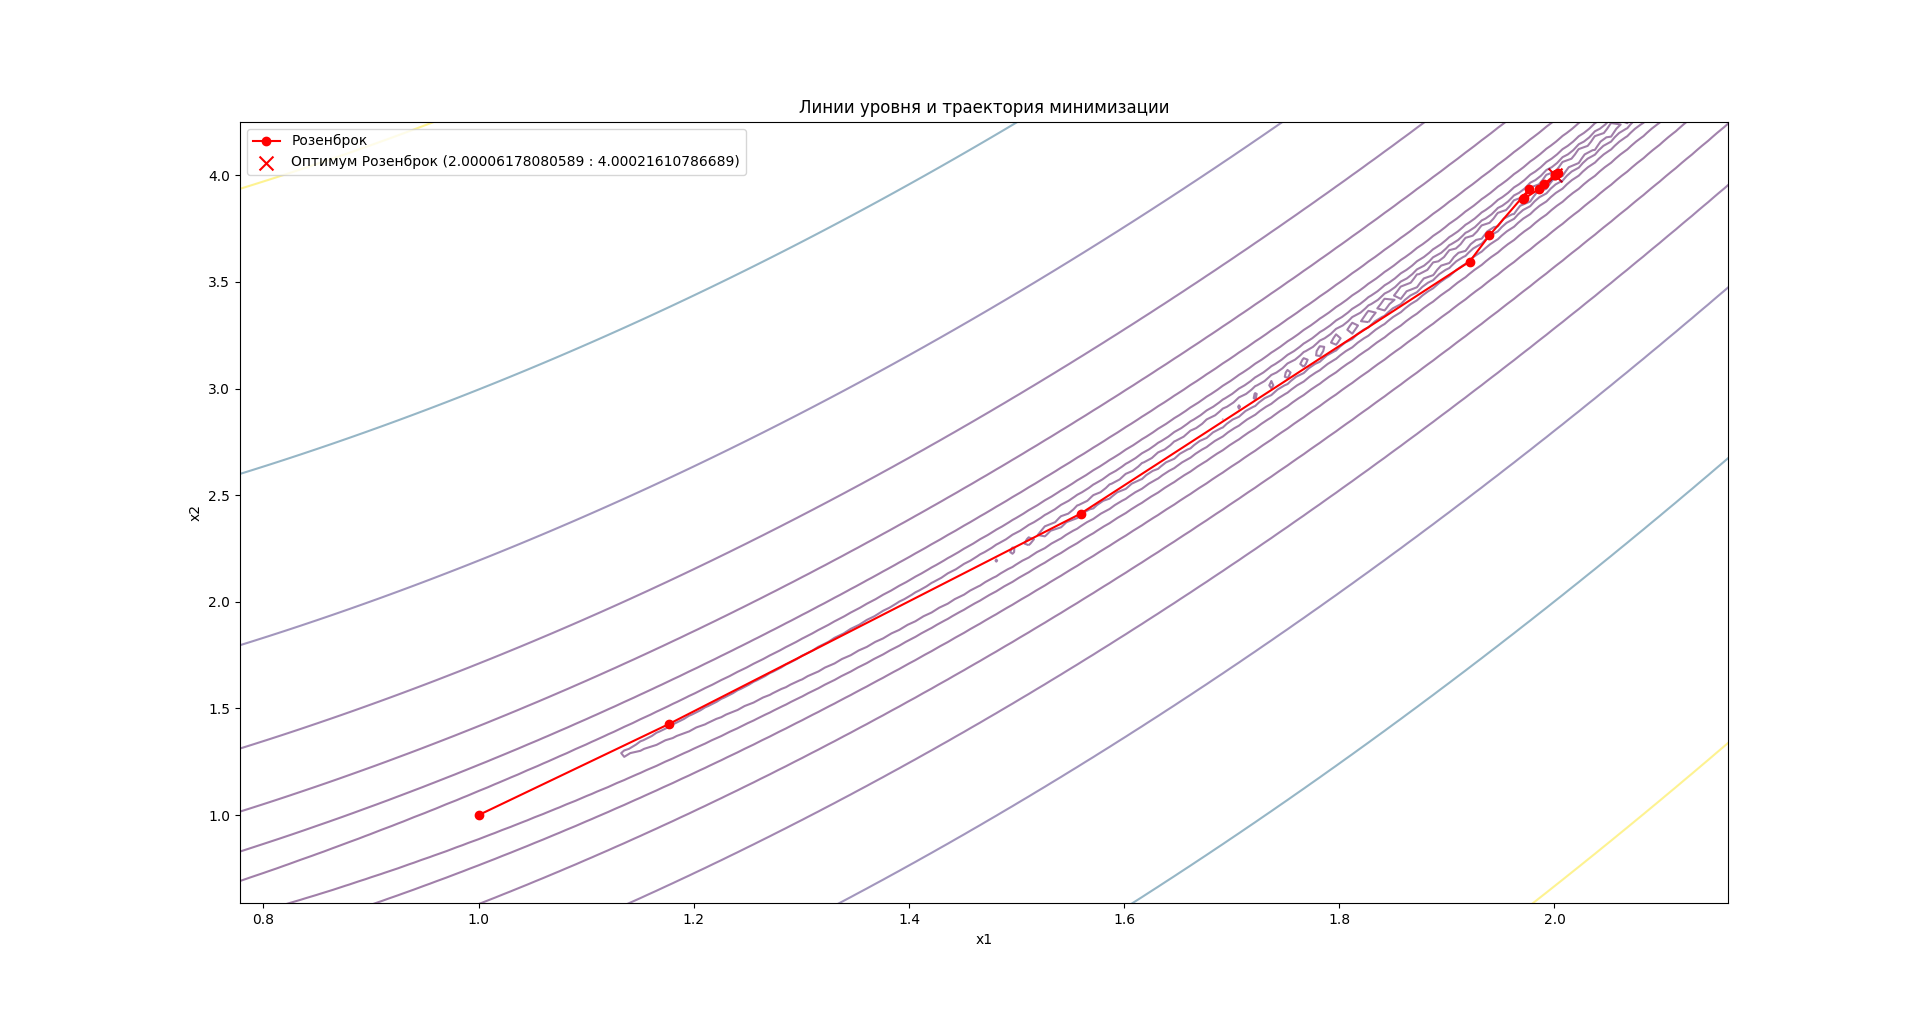 Линии уровня и траектория минимизации
Розенброк
Оптимум Розенброк (2.00006178080589 : 4.00021610786689)
4.0
3.5
3.0
2.5
2.0
1.5
1.0
x2
0.8 1.0 1.2 1.4 1.6 1.8 2.0
x1